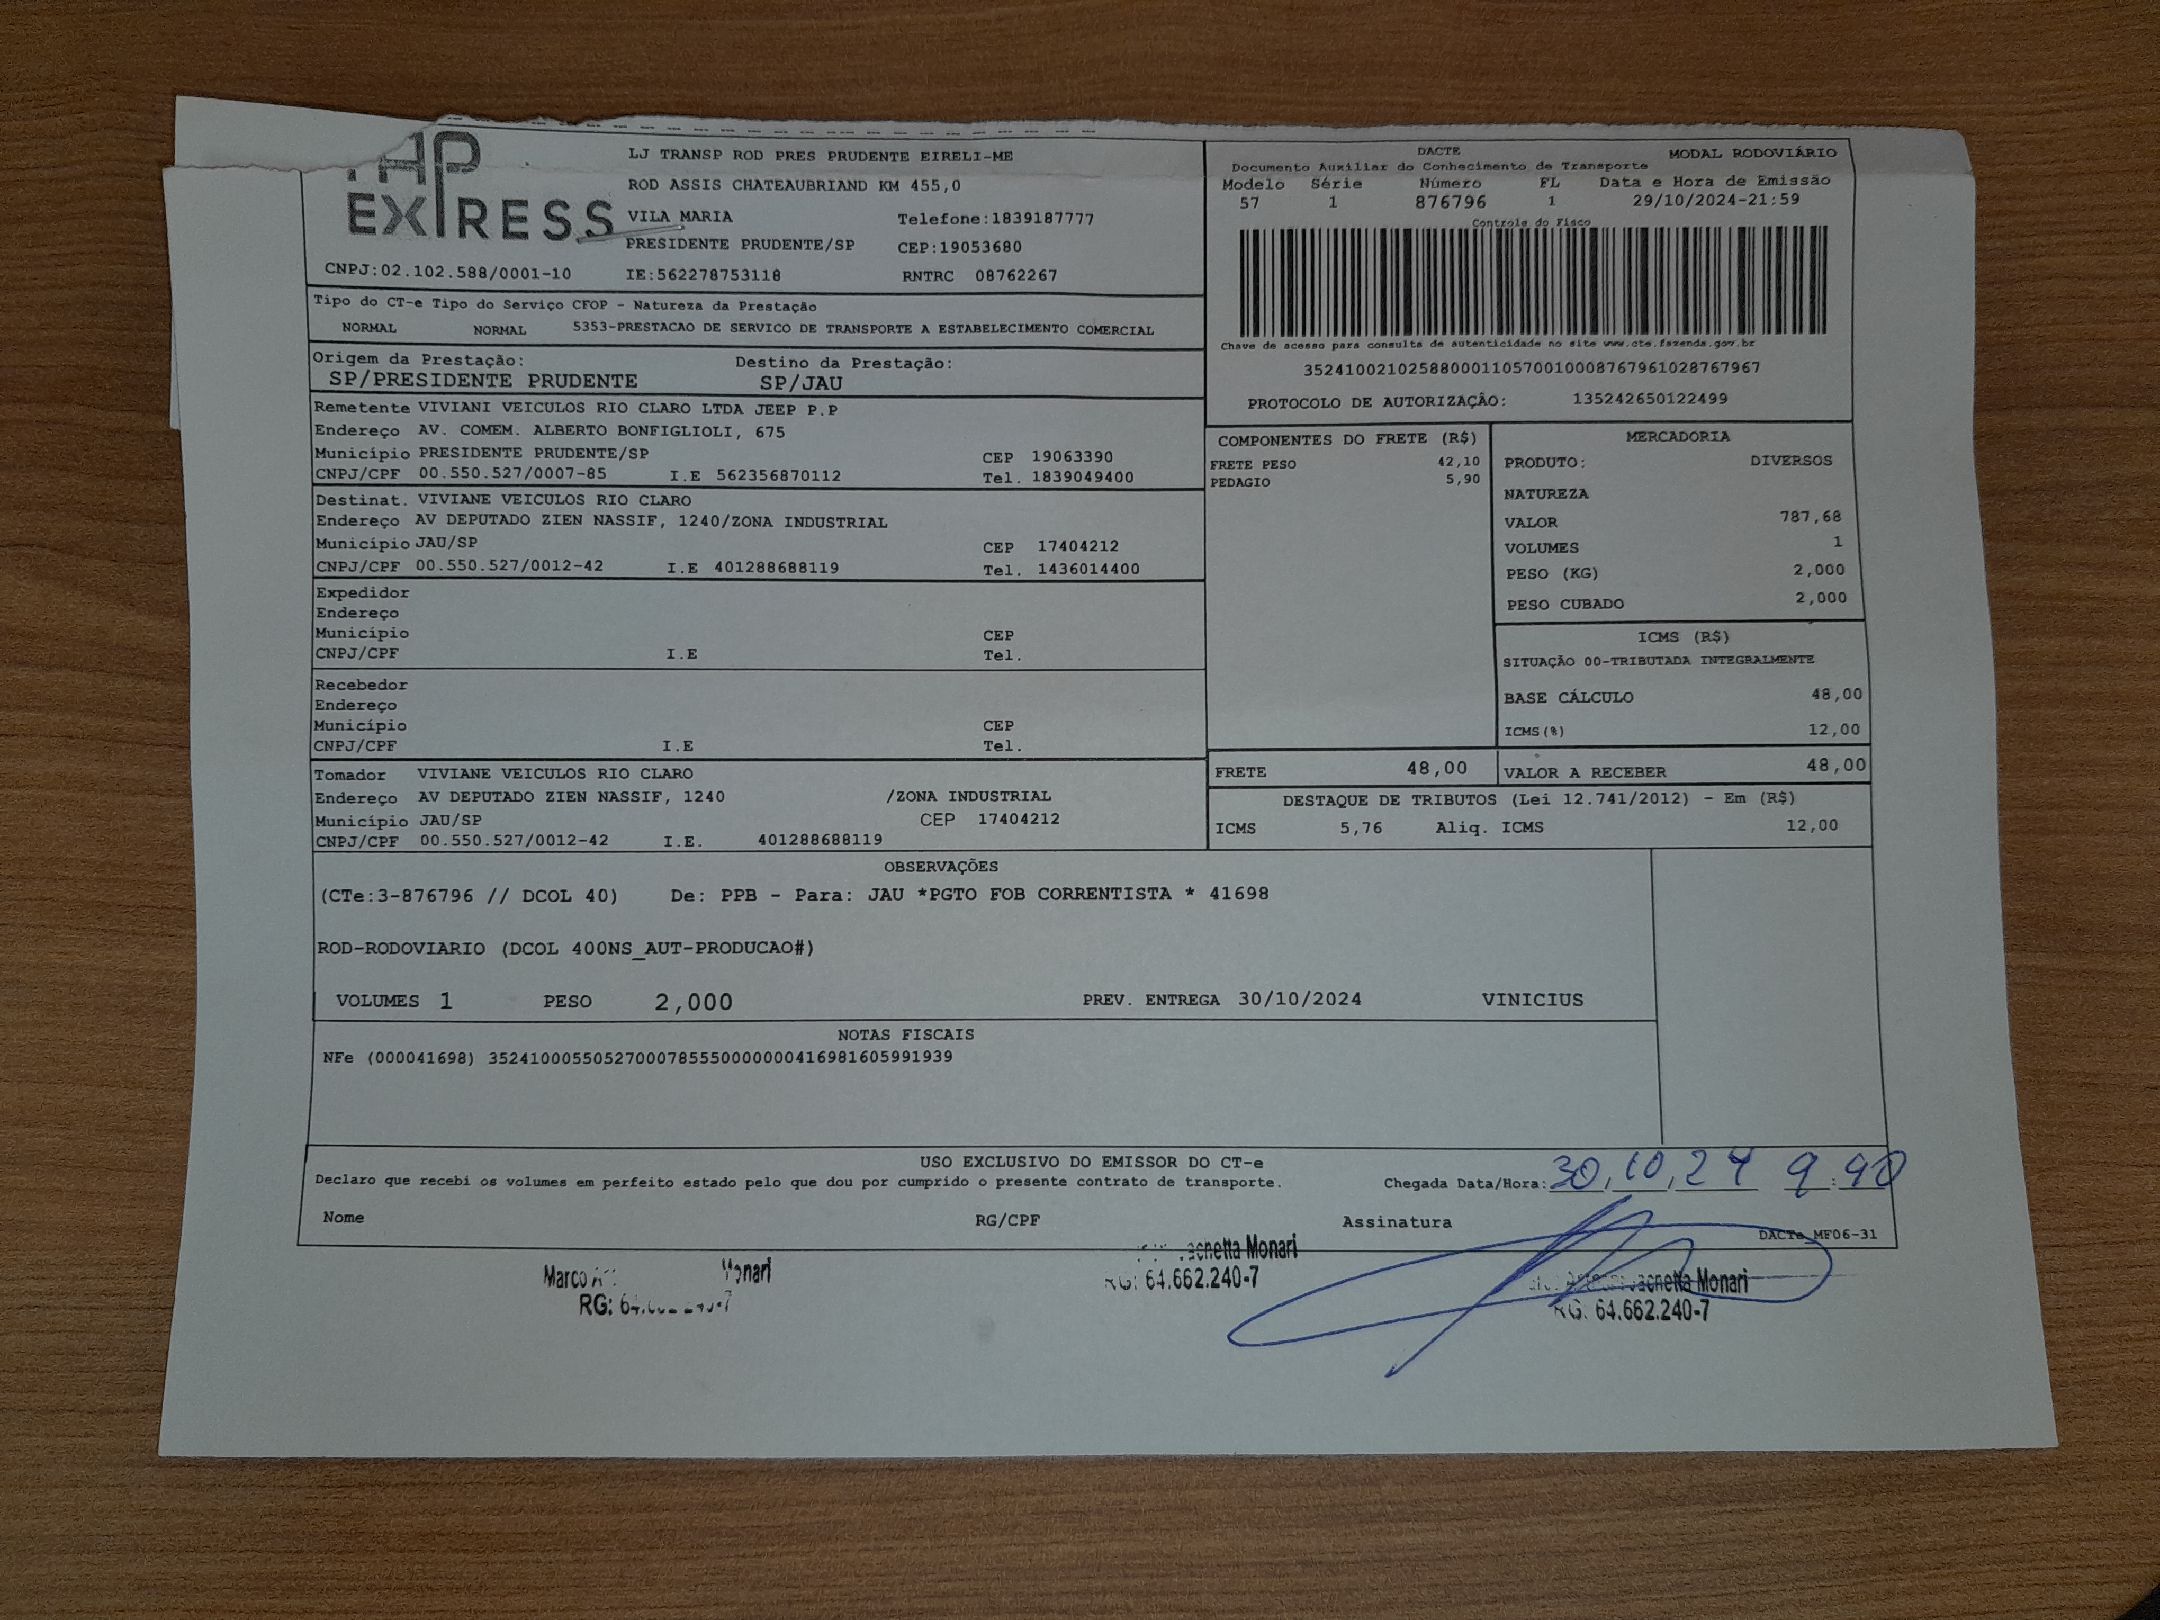 EXPRESS
LJ TRANSP ROD PRES PRUDENTE EIRELI-ME
ROD ASSIS CHATEAUBRIAND KM 455,0
VILA MARIA Telefone:1839187777
PRESIDENTE PRUDENTE/SP CEP:19053680
CNPJ:02.102.588/0001-10 IE:562278753118 RNTRC 08762267
DACTE MODAL RODOVIÁRIO
Documento Auxiliar do Conhecimento de Transporte
Modelo Série Número FL Data e Hora de Emissão
57 1 876796 1 29/10/2024-21:59
Controle do Fisco
Chave de acesso para consulta de autenticidade no site www.cte.fazenda.gov.br
35241002102588000110570010008767961028767967
PROTOCOLO DE AUTORIZAÇÃO: 135242650122499
Tipo do CT-e Tipo do Serviço CFOP - Natureza da Prestação
NORMAL NORMAL 5353-PRESTACAO DE SERVICO DE TRANSPORTE A ESTABELECIMENTO COMERCIAL
Origem da Prestação: Destino da Prestação:
SP/PRESIDENTE PRUDENTE SP/JAU
Remetente VIVIANI VEICULOS RIO CLARO LTDA JEEP P.P
Endereço AV. COMEM. ALBERTO BONFIGLIOLI, 675
Município PRESIDENTE PRUDENTE/SP CEP 19063390
CNPJ/CPF 00.550.527/0007-85 I.E 562356870112 Tel. 1839049400
Destinat. VIVIANE VEICULOS RIO CLARO
Endereço AV DEPUTADO ZIEN NASSIF, 1240/ZONA INDUSTRIAL
Município JAU/SP CEP 17404212
CNPJ/CPF 00.550.527/0012-42 I.E 401288688119 Tel. 1436014400
Expedidor
Endereço
Município CEP
CNPJ/CPF I.E Tel.
Recebedor
Endereço
Município CEP
CNPJ/CPF I.E Tel.
Tomador VIVIANE VEICULOS RIO CLARO
Endereço AV DEPUTADO ZIEN NASSIF, 1240 /ZONA INDUSTRIAL
Município JAU/SP CEP 17404212
CNPJ/CPF 00.550.527/0012-42 I.E. 401288688119
COMPONENTES DO FRETE (R$)
FRETE PESO 42,10
PEDAGIO 5,90
MERCADORIA
PRODUTO: DIVERSOS
NATUREZA
VALOR 787,68
VOLUMES 1
PESO (KG) 2,000
PESO CUBADO 2,000
ICMS (R$)
SITUAÇÃO 00-TRIBUTADA INTEGRALMENTE
BASE CÁLCULO 48,00
ICMS(%) 12,00
FRETE 48,00 VALOR A RECEBER 48,00
DESTAQUE DE TRIBUTOS (Lei 12.741/2012) - Em (R$)
ICMS 5,76 Aliq. ICMS 12,00
OBSERVAÇÕES
(CTe:3-876796 // DCOL 40) De: PPB - Para: JAU *PGTO FOB CORRENTISTA * 41698
ROD-RODOVIARIO (DCOL 400NS_AUT-PRODUCAO#)
VOLUMES 1 PESO 2,000 PREV. ENTREGA 30/10/2024 VINICIUS
NOTAS FISCAIS
NFe (000041698) 35241000550527000785550000000416981605991939
USO EXCLUSIVO DO EMISSOR DO CT-e
Declaro que recebi os volumes em perfeito estado pelo que dou por cumprido o presente contrato de transporte. Chegada Data/Hora: 30,10,24 9:40
Nome RG/CPF Assinatura
DACTe_MF06-31
Marco Monari
RG:
Monari
RG: 64.662.240-7
Monari
RG: 64.662.240-7